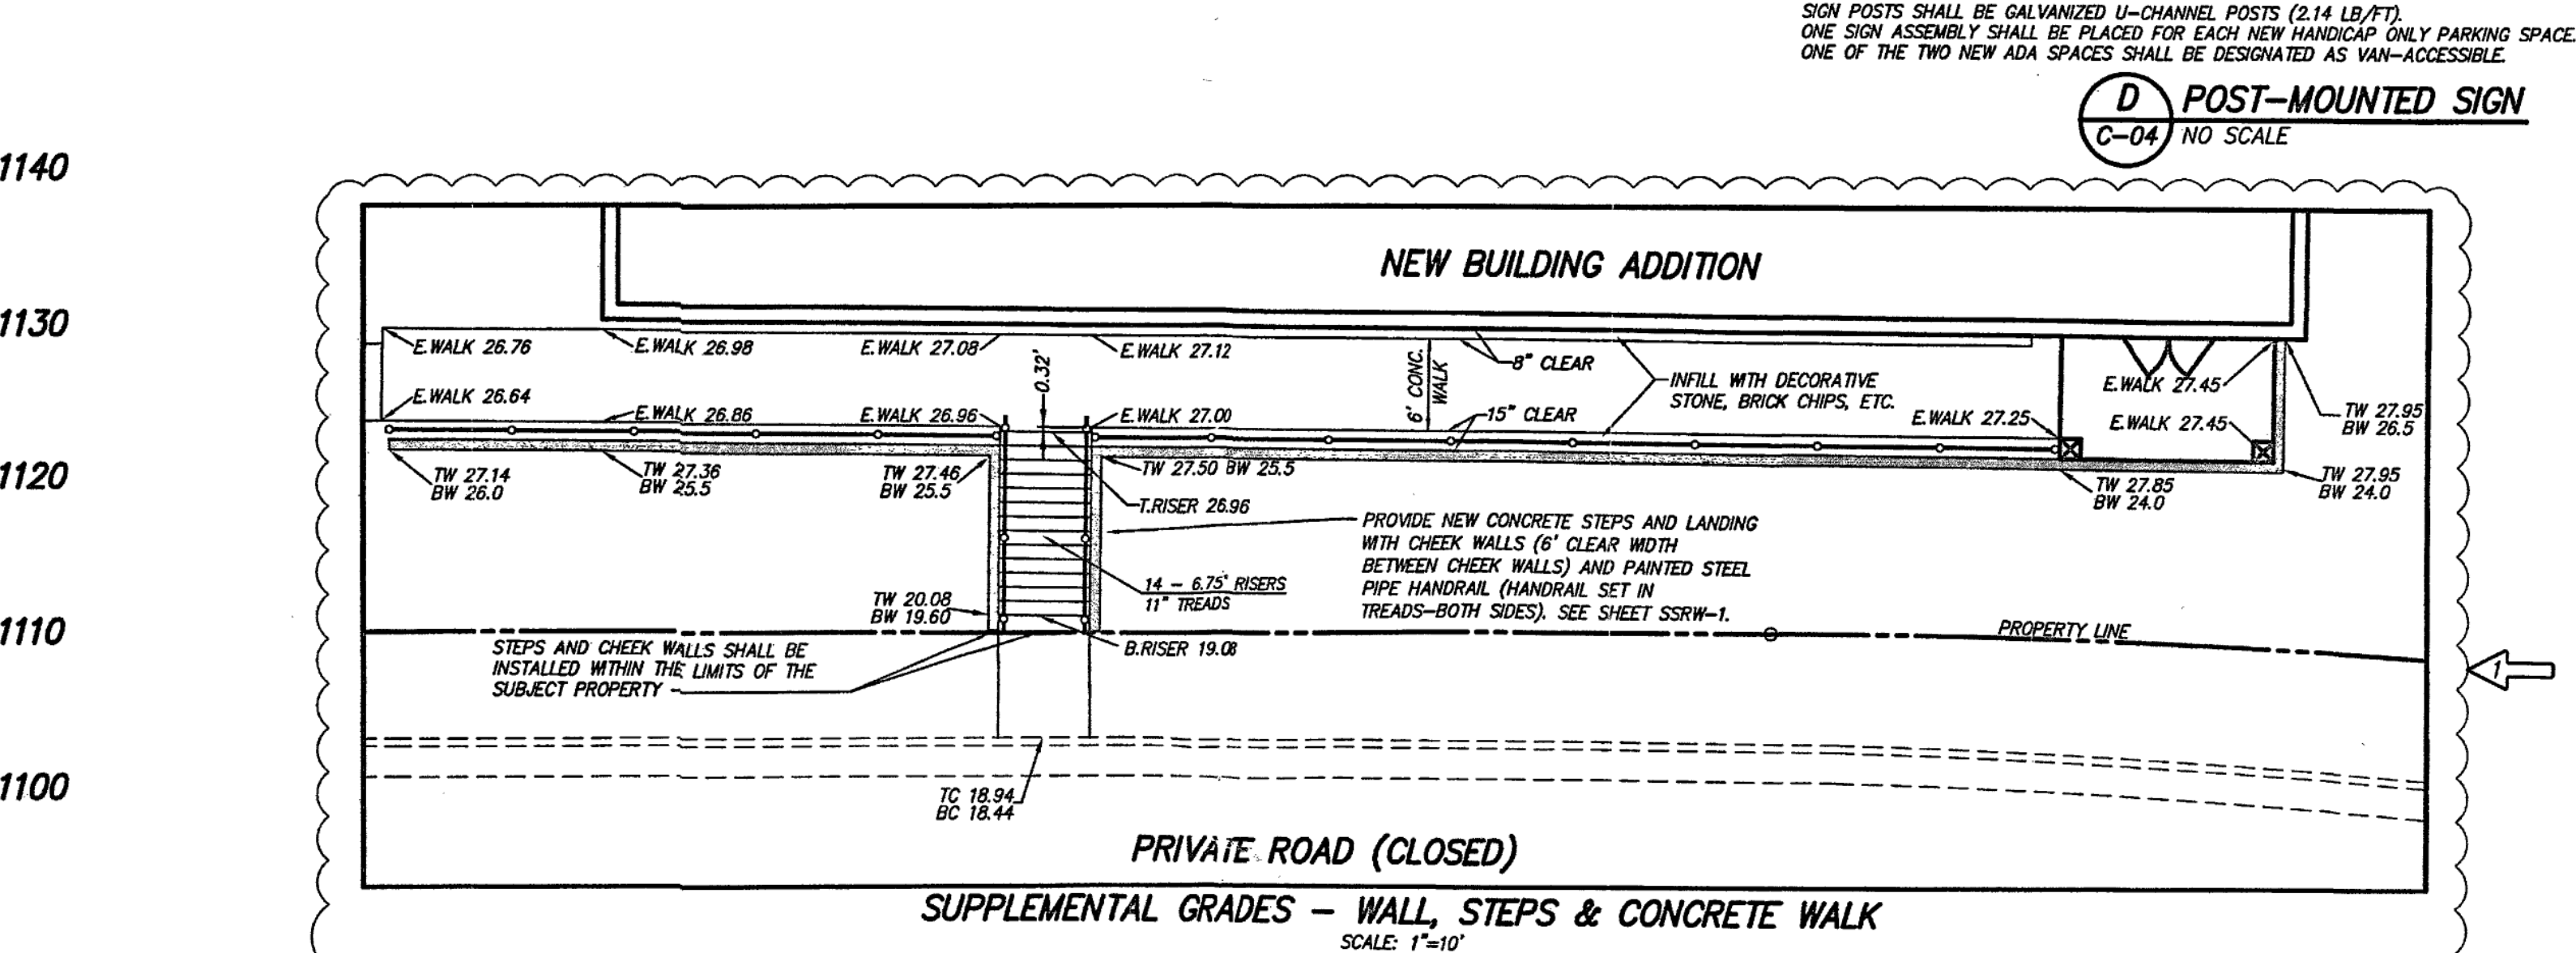 SIGN POSTS SHALL BE GALVANIZED U-CHANNEL POSTS (2.14 LB/FT).
ONE SIGN ASSEMBLY SHALL BE PLACED FOR EACH NEW HANDICAP ONLY PARKING SPACE.
ONE OF THE TWO NEW ADA SPACES SHALL BE DESIGNATED AS VAN-ACCESSIBLE.
D
C-04
POST-MOUNTED SIGN
NO SCALE
1140
1130
1120
1110
1100
NEW BUILDING ADDITION
E.WALK 26.76
E.WALK 26.98
E.WALK 27.08
E.WALK 27.12
0.32'
6' CONC.
WALK
8" CLEAR
INFILL WITH DECORATIVE
STONE, BRICK CHIPS, ETC.
E.WALK 27.45
E.WALK 26.64
E.WALK 26.86
E.WALK 26.96
E.WALK 27.00
15" CLEAR
E.WALK 27.25
E.WALK 27.45
TW 27.95
BW 26.5
TW 27.14
BW 26.0
TW 27.36
BW 25.5
TW 27.46
BW 25.5
TW 27.50 BW 25.5
T.RISER 26.96
TW 27.85
BW 24.0
TW 27.95
BW 24.0
PROVIDE NEW CONCRETE STEPS AND LANDING
WITH CHEEK WALLS (6' CLEAR WIDTH
BETWEEN CHEEK WALLS) AND PAINTED STEEL
PIPE HANDRAIL (HANDRAIL SET IN
TREADS-BOTH SIDES). SEE SHEET SSRW-1.
14 - 6.75" RISERS
11" TREADS
TW 20.08
BW 19.60
STEPS AND CHEEK WALLS SHALL BE
INSTALLED WITHIN THE LIMITS OF THE
SUBJECT PROPERTY
B.RISER 19.08
PROPERTY LINE
1
TC 18.94
BC 18.44
PRIVATE ROAD (CLOSED)
SUPPLEMENTAL GRADES - WALL, STEPS & CONCRETE WALK
SCALE: 1"=10'